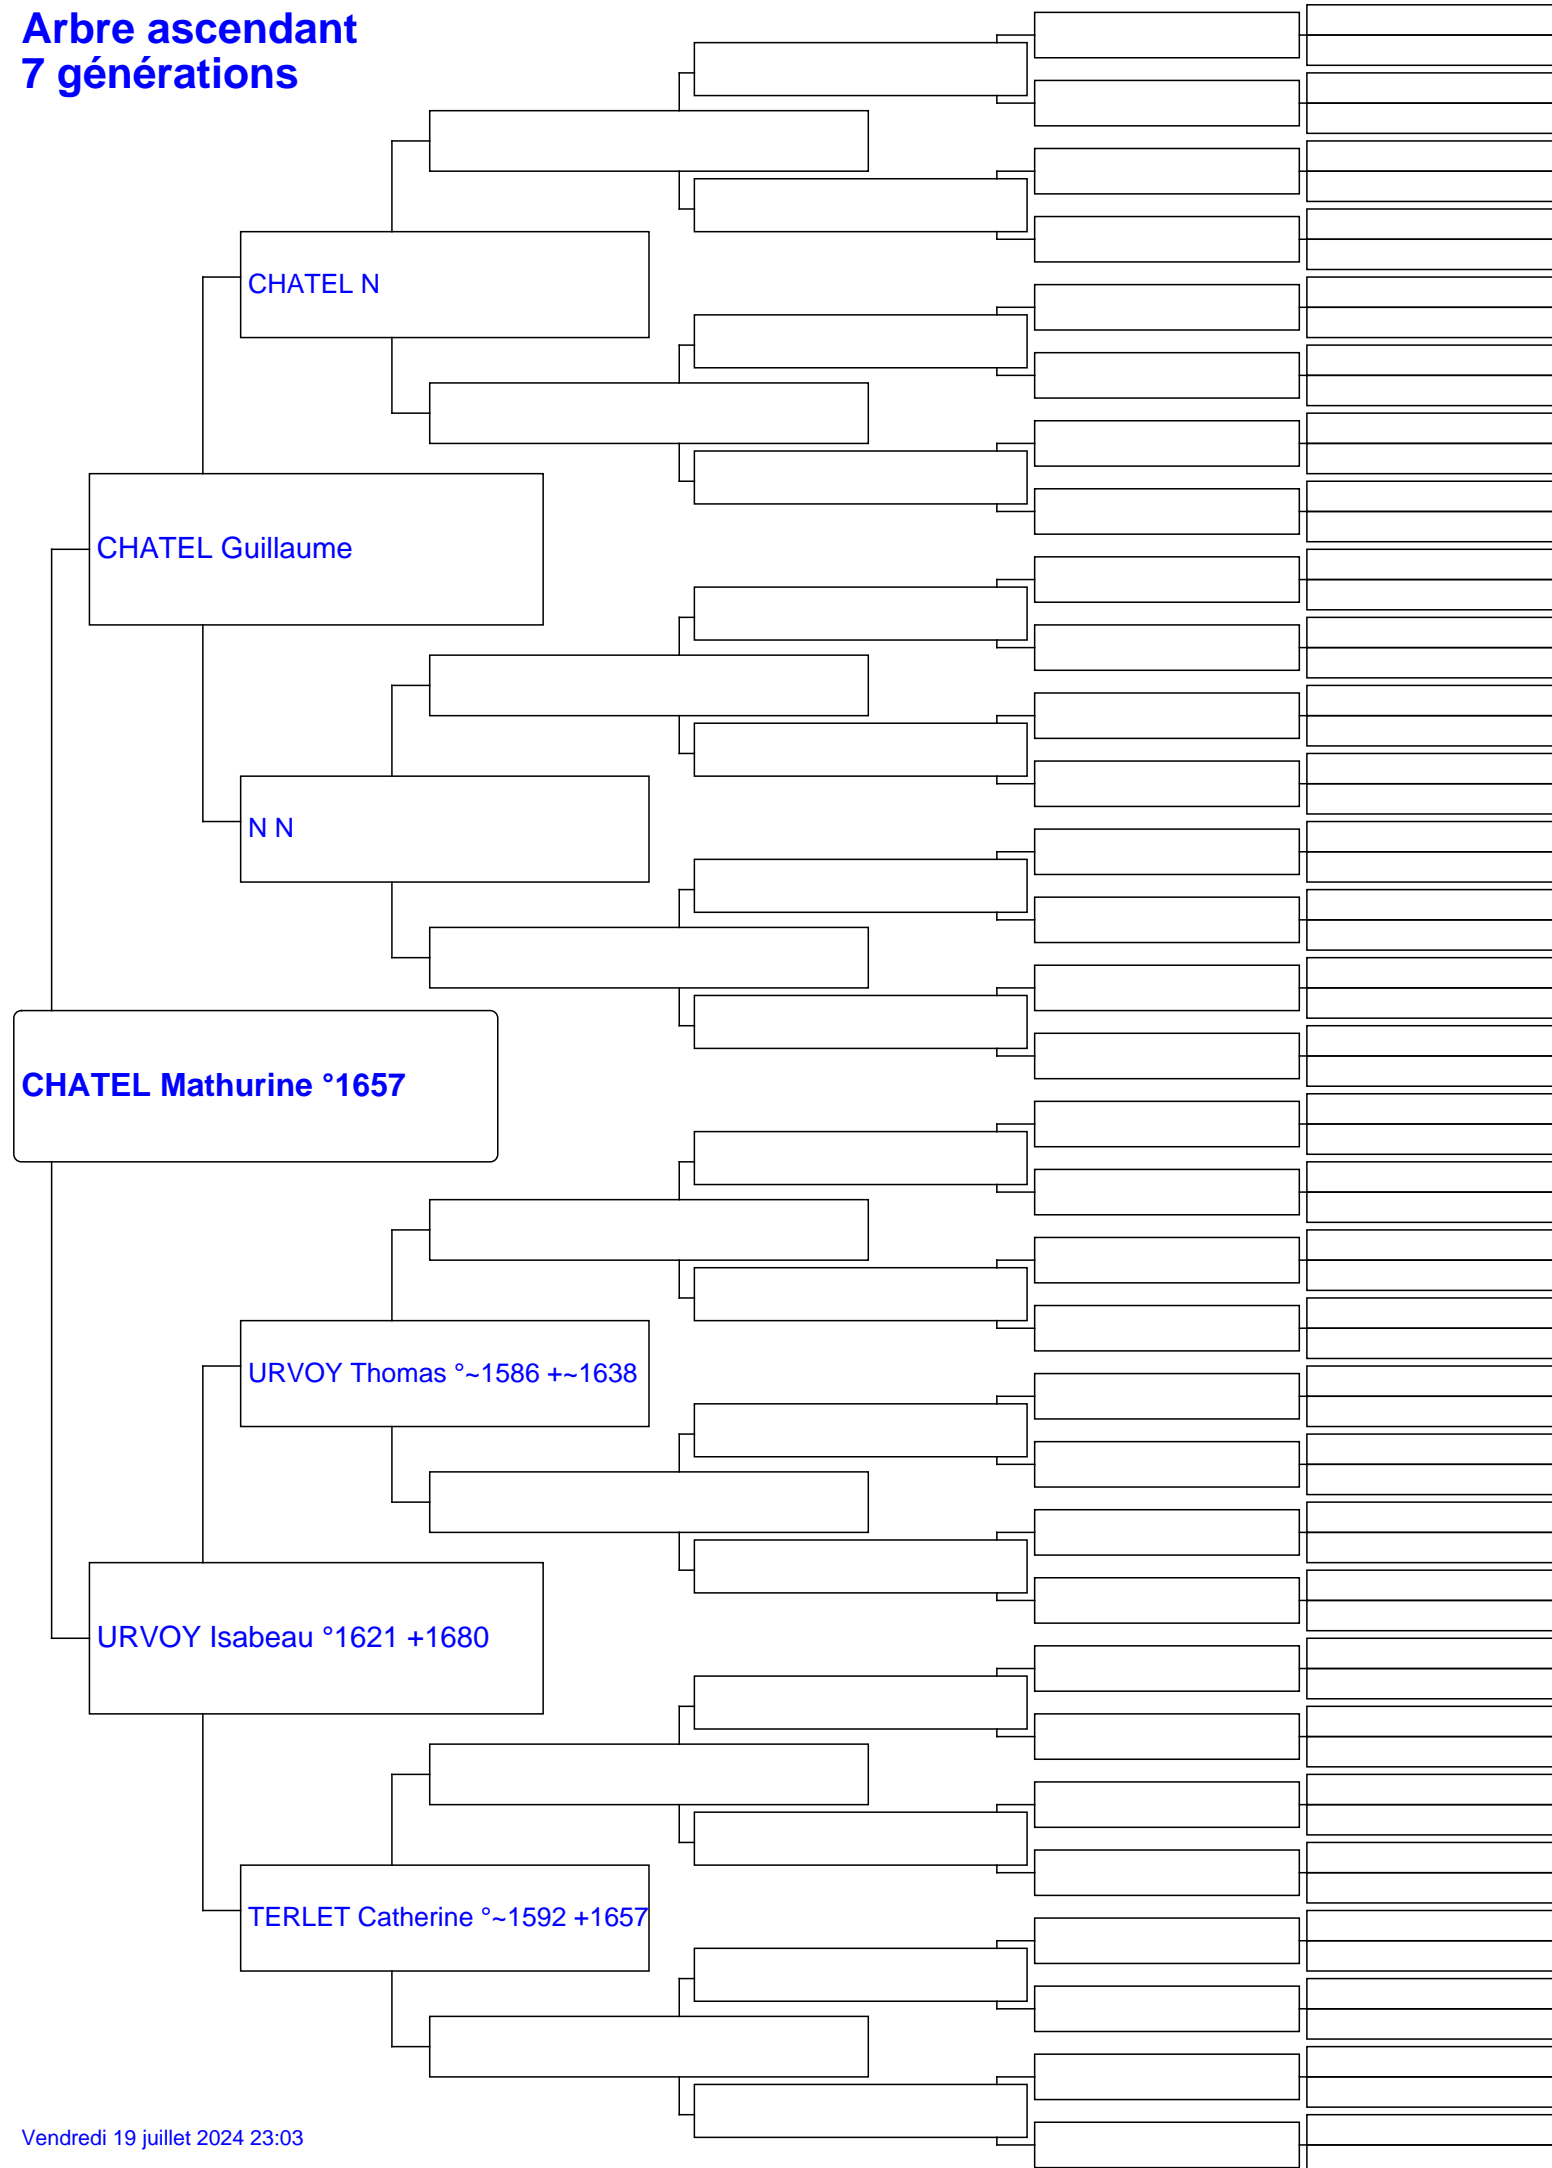 Arbre ascendant
7 générations
CHATEL N
CHATEL Guillaume
N N
CHATEL Mathurine °1657
URVOY Thomas °~1586 +~1638
URVOY Isabeau °1621 +1680
TERLET Catherine °~1592 +1657
Vendredi 19 juillet 2024 23:03